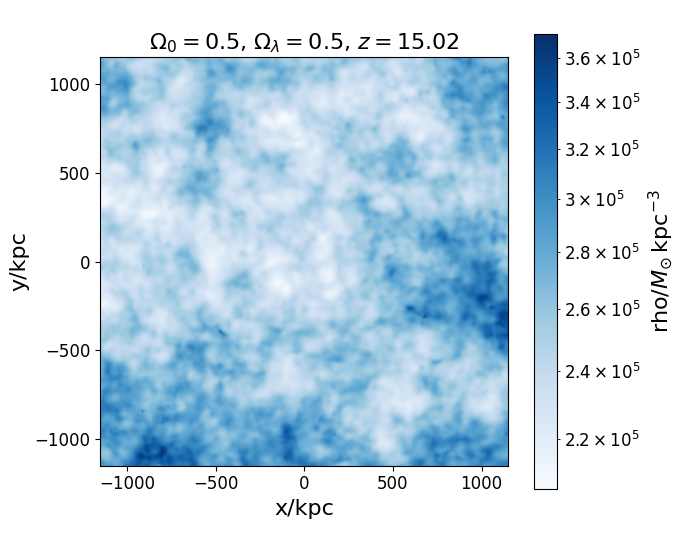 Ω₀ = 0.5, Ω_λ = 0.5, z = 15.02
1000
500
0
−500
−1000
y/kpc
−1000 −500 0 500 1000
x/kpc
3.6 × 10⁵
3.4 × 10⁵
3.2 × 10⁵
3 × 10⁵
2.8 × 10⁵
2.6 × 10⁵
2.4 × 10⁵
2.2 × 10⁵
rho/M_⊙ kpc⁻³